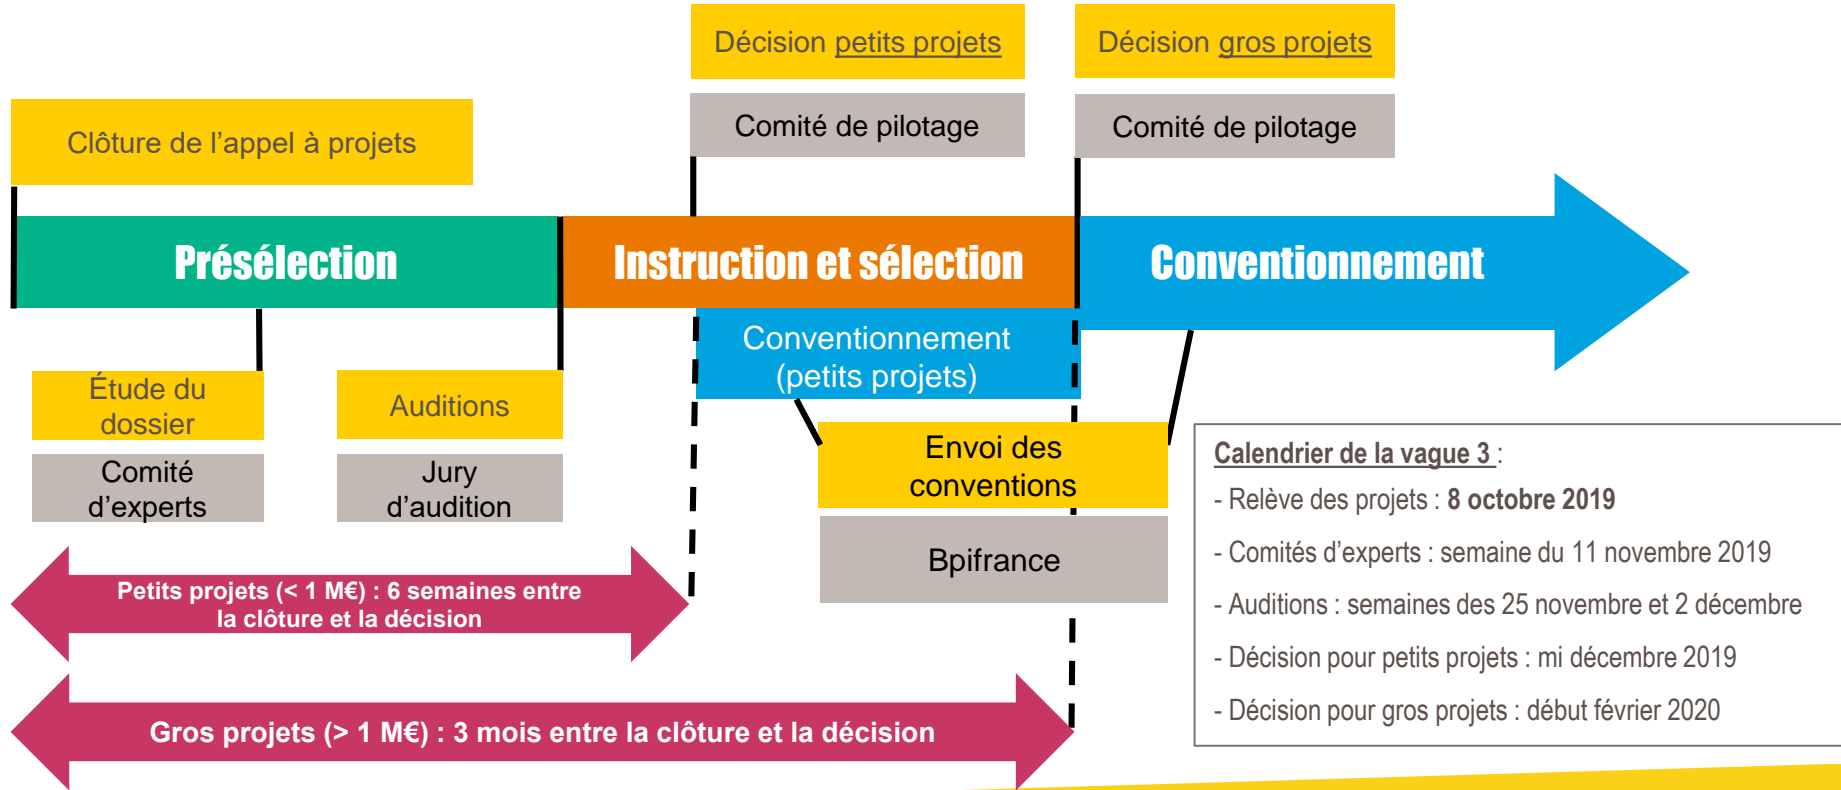 Décision petits projets
Décision gros projets
Comité de pilotage
Comité de pilotage
Clôture de l’appel à projets
Présélection
Instruction et sélection
Conventionnement
Conventionnement
(petits projets)
Étude du
dossier
Comité
d’experts
Auditions
Jury
d’audition
Envoi des
conventions
Bpifrance
Petits projets (< 1 M€) : 6 semaines entre
la clôture et la décision
Gros projets (> 1 M€) : 3 mois entre la clôture et la décision
Calendrier de la vague 3 :
- Relève des projets : 8 octobre 2019
- Comités d’experts : semaine du 11 novembre 2019
- Auditions : semaines des 25 novembre et 2 décembre
- Décision pour petits projets : mi décembre 2019
- Décision pour gros projets : début février 2020